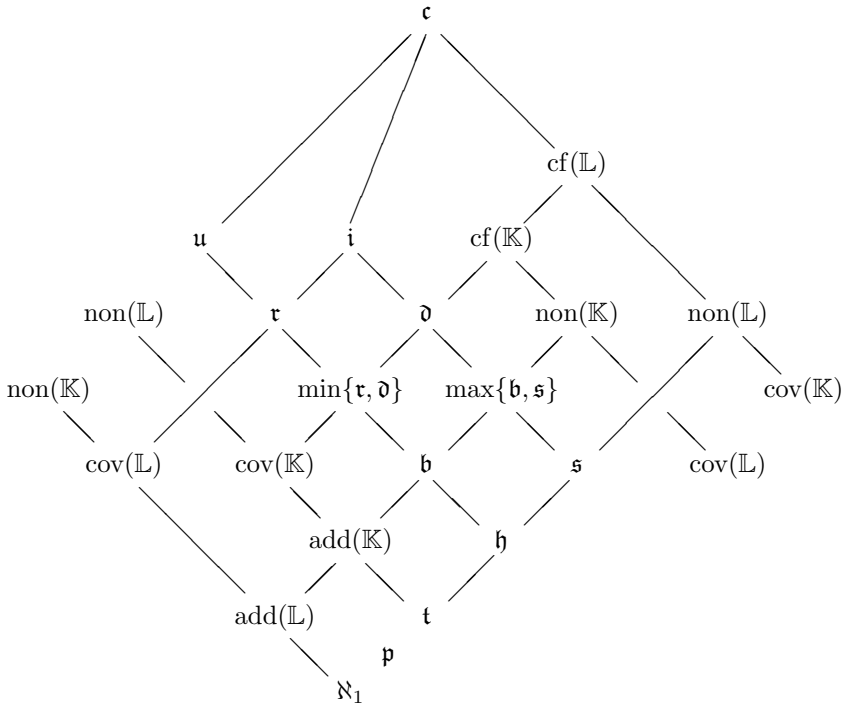 𝔠
cf(𝕃)
𝔲 𝔦 cf(𝕂)
non(𝕃) 𝔯 𝔡 non(𝕂) non(𝕃)
non(𝕂) min{𝔯, 𝔡} max{𝔟, 𝔰} cov(𝕂)
cov(𝕃) cov(𝕂) 𝔟 𝔰 cov(𝕃)
add(𝕂) 𝔥
add(𝕃) 𝔱
𝔭
ℵ₁